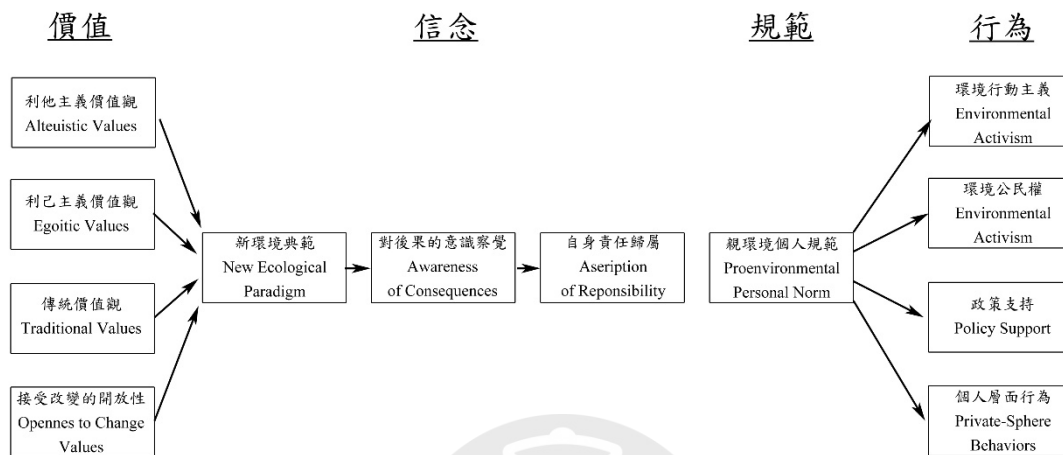 價值
信念
規範
行為
利他主義價值觀
Alteuistic Values
利己主義價值觀
Egoitic Values
傳統價值觀
Traditional Values
接受改變的開放性
Opennes to Change
Values
新環境典範
New Ecological
Paradigm
對後果的意識察覺
Awareness
of Consequences
自身責任歸屬
Aseription
of Reponsibility
親環境個人規範
Proenvironmental
Personal Norm
環境行動主義
Environmental
Activism
環境公民權
Environmental
Activism
政策支持
Policy Support
個人層面行為
Private-Sphere
Behaviors